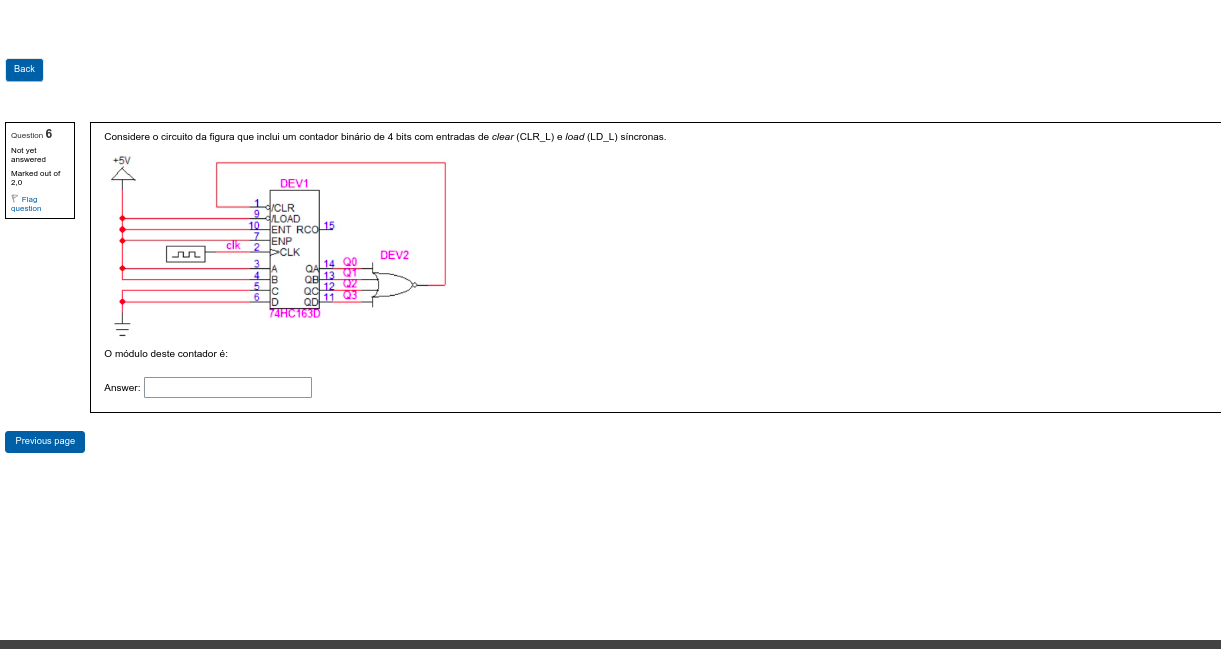 Back
Question 6
Not yet
answered
Marked out of
2,0
Flag
question
Considere o circuito da figura que inclui um contador binário de 4 bits com entradas de clear (CLR_L) e load (LD_L) síncronas.
+5V
DEV1
1 /CLR
9 /LOAD
10 ENT RCO 15
7 ENP
clk 2 CLK
DEV2
3 A QA 14 Q0
4 B QB 13 Q1
5 C QC 12 Q2
6 D QD 11 Q3
74HC163D
O módulo deste contador é:
Answer:
Previous page